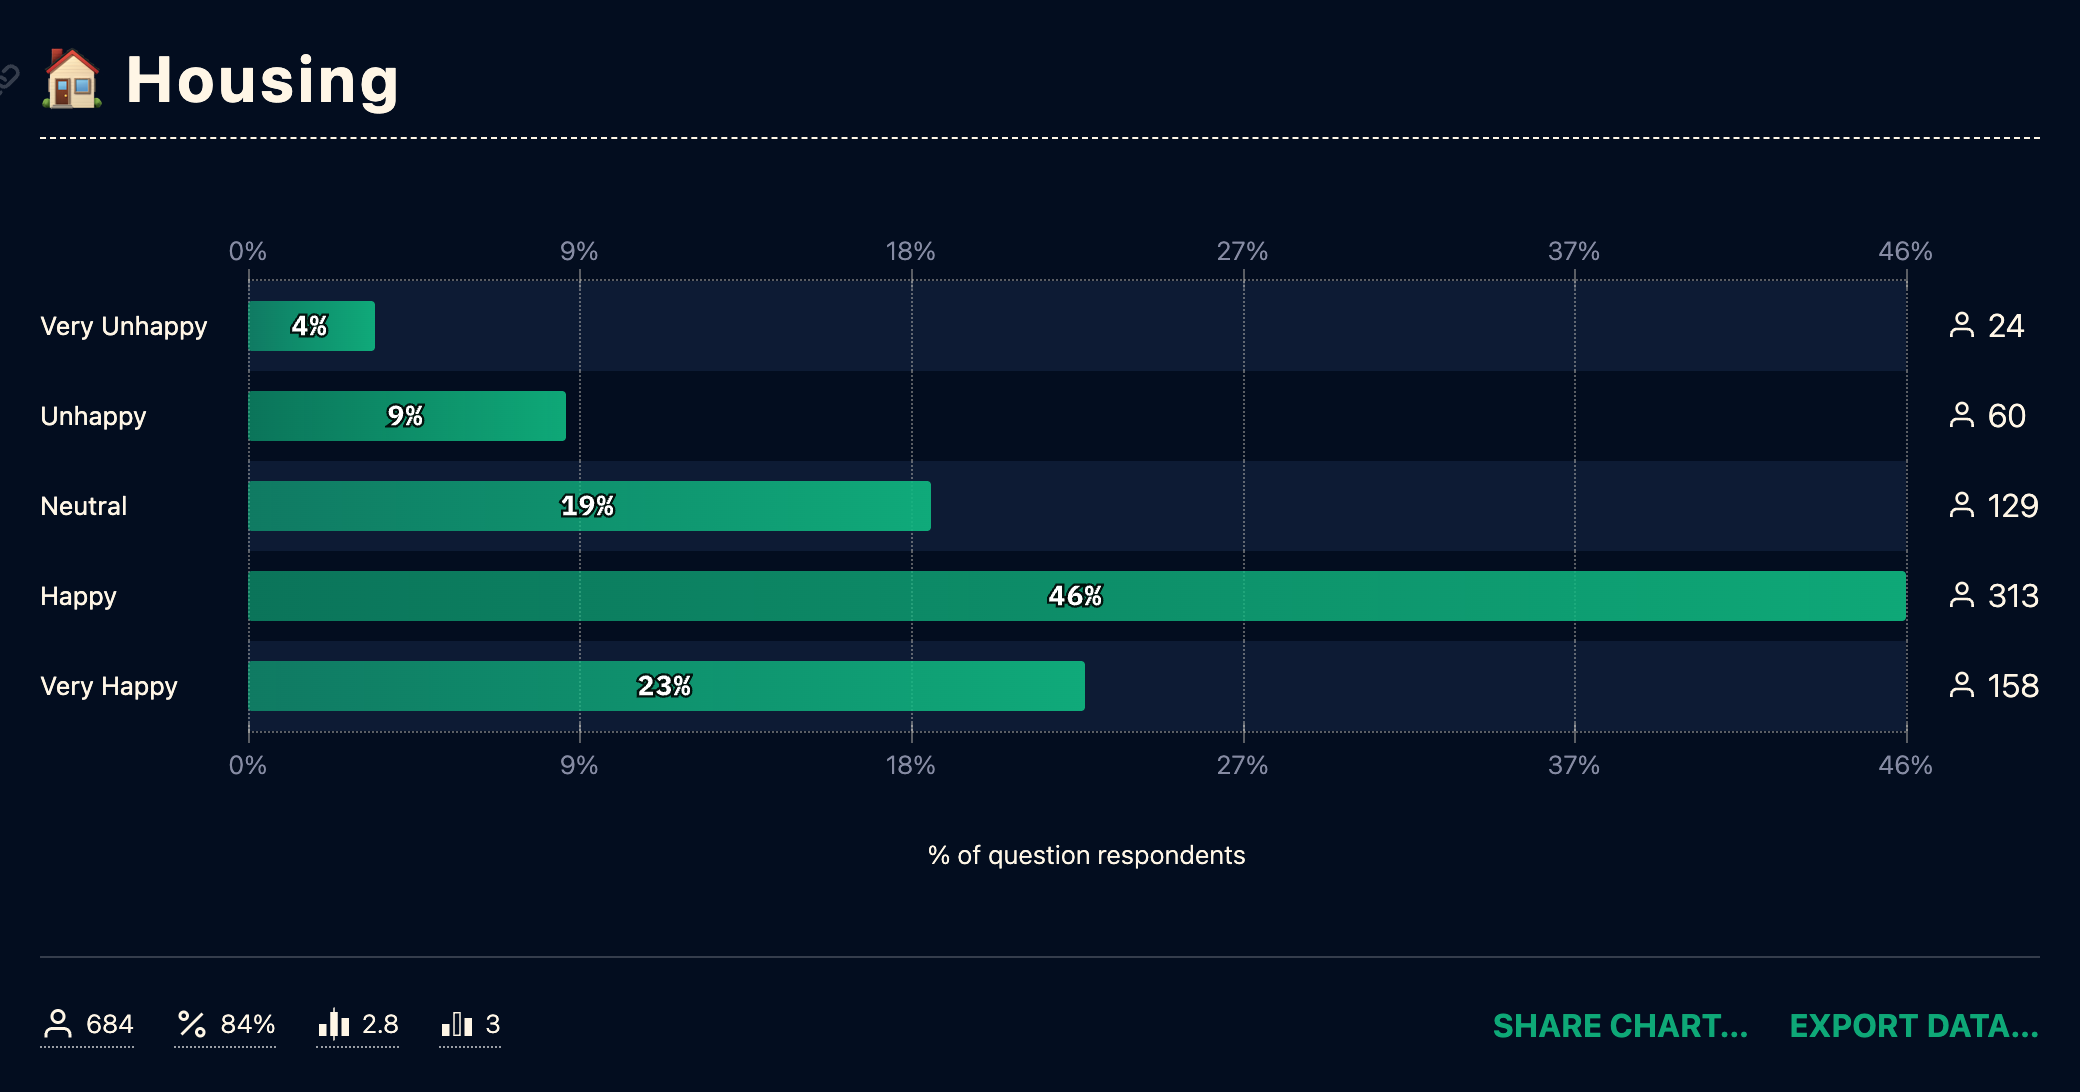 Housing
0% 9% 18% 27% 37% 46%
Very Unhappy 4% 24
Unhappy 9% 60
Neutral 19% 129
Happy 46% 313
Very Happy 23% 158
0% 9% 18% 27% 37% 46%
% of question respondents
684 84% 2.8 3 SHARE CHART... EXPORT DATA...